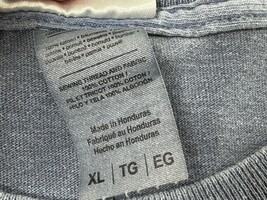 SEWING THREAD AND FABRIC
100% COTTON /
FIL ET TRICOT 100% COTON /
HILO Y TELA 100% ALGODÓN
Made in Honduras
Fabriqué au Honduras
Hecho en Honduras
XL / TG / EG